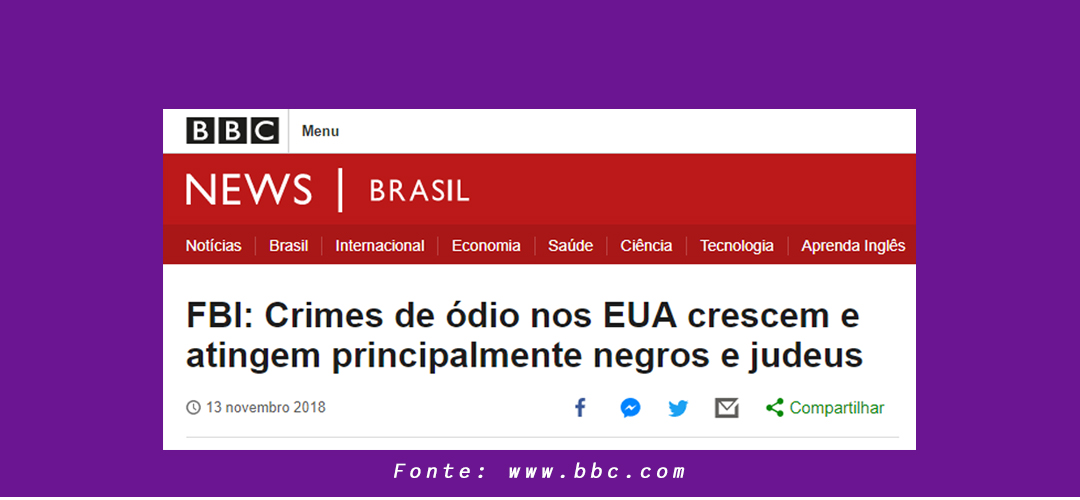 BBC Menu
NEWS | BRASIL
Notícias Brasil Internacional Economia Saúde Ciência Tecnologia Aprenda Inglês
FBI: Crimes de ódio nos EUA crescem e
atingem principalmente negros e judeus
13 novembro 2018 Compartilhar
Fonte: www.bbc.com